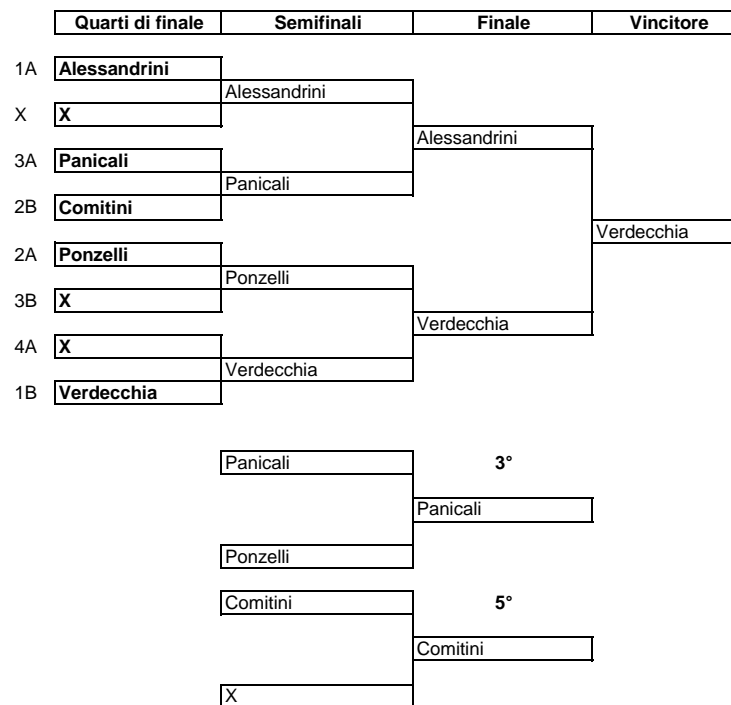 Quarti di finale Semifinali Finale Vincitore
1A Alessandrini
Alessandrini
X X
Alessandrini
3A Panicali
Panicali
2B Comitini
Verdecchia
2A Ponzelli
Ponzelli
3B X
Verdecchia
4A X
Verdecchia
1B Verdecchia
Panicali 3°
Panicali
Ponzelli
Comitini 5°
Comitini
X